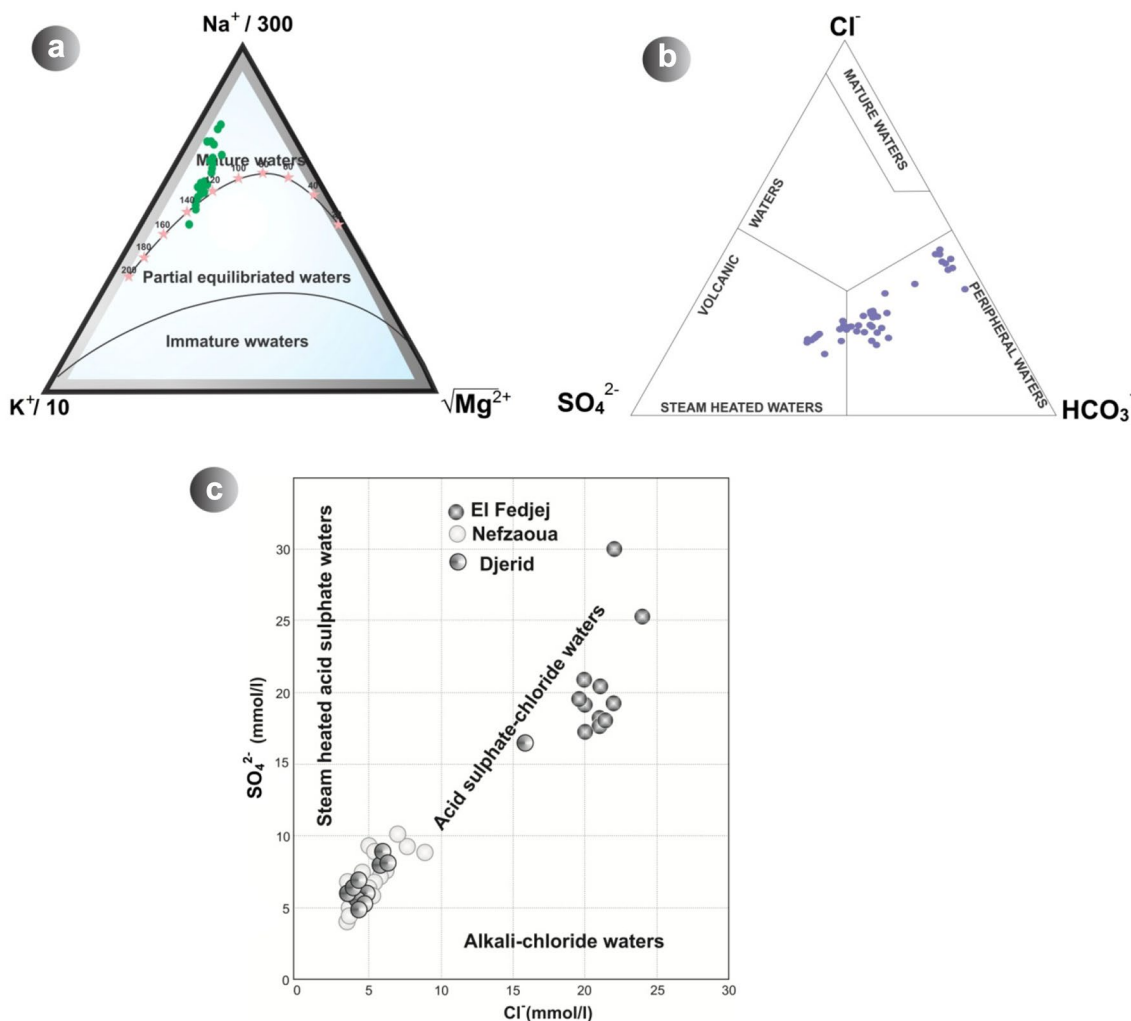 a
Na⁺ / 300
Mature waters
200
180
160
140
120
100
80
60
40
Partial equilibriated waters
Immature wwaters
K⁺/ 10
√Mg²⁺
b
Cl⁻
MATURE WATERS
VOLCANIC WATERS
PERIPHERAL WATERS
STEAM HEATED WATERS
SO₄²⁻
HCO₃⁻
c
El Fedjej
Nefzaoua
Djerid
Steam heated acid sulphate waters
Acid sulphate-chloride waters
Alkali-chloride waters
SO₄²⁻ (mmol/l)
30
25
20
15
10
5
0
0 5 10 15 20 25 30
Cl⁻(mmol/l)